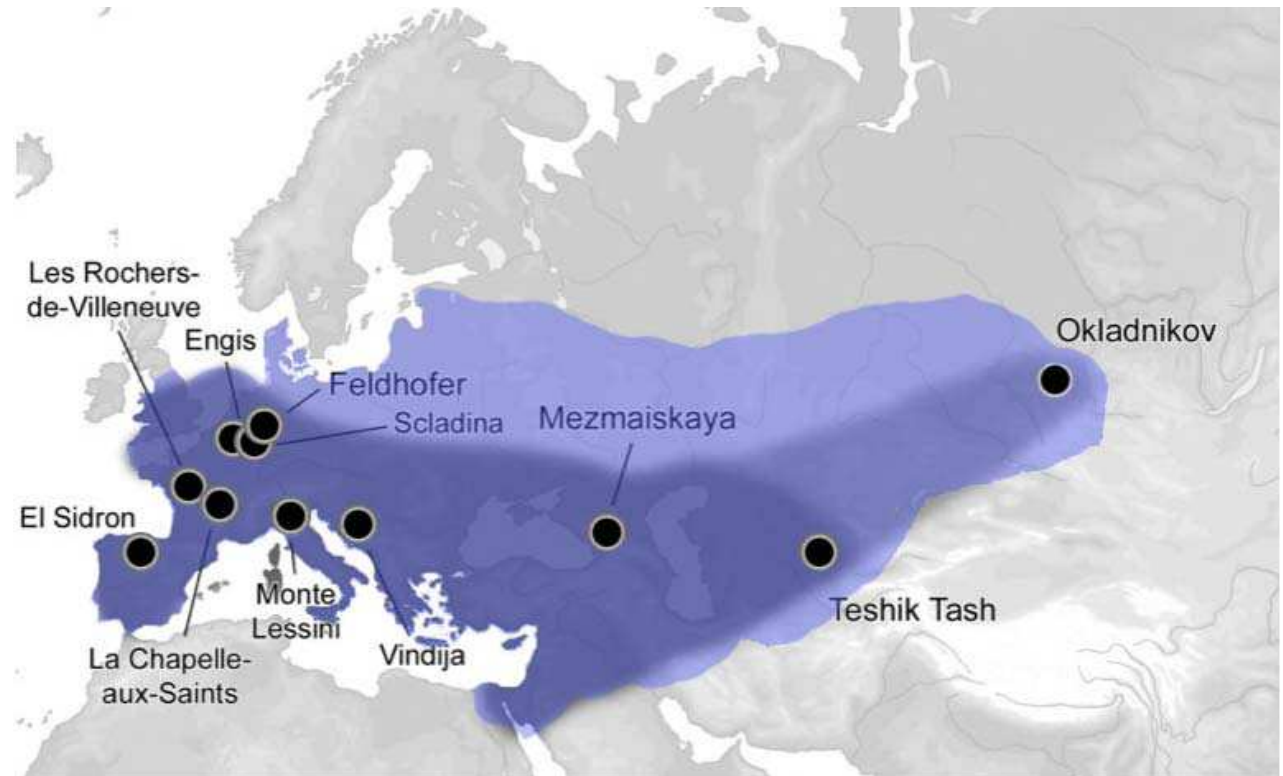 Les Rochers-
de-Villeneuve
Engis
Okladnikov
Feldhofer
Scladina
Mezmaiskaya
El Sidron
Monte
Lessini
Teshik Tash
La Chapelle-
aux-Saints
Vindija